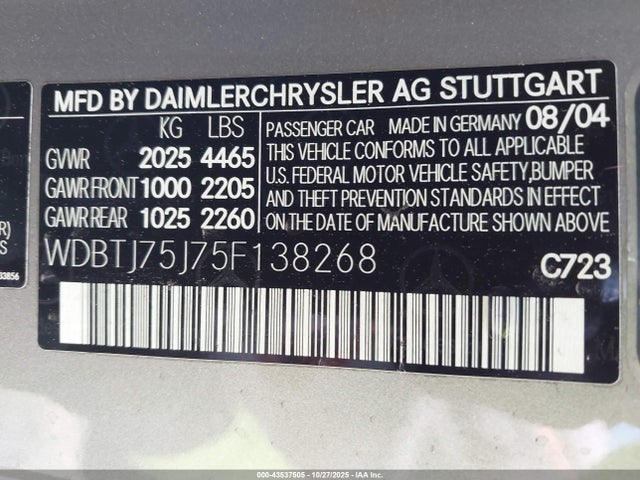 MFD BY DAIMLERCHRYSLER AG STUTTGART
KG LBS
GVWR 2025 4465
GAWR FRONT 1000 2205
GAWR REAR 1025 2260
PASSENGER CAR MADE IN GERMANY 08/04
THIS VEHICLE CONFORMS TO ALL APPLICABLE
U.S. FEDERAL MOTOR VEHICLE SAFETY,BUMPER
AND THEFT PREVENTION STANDARDS IN EFFECT
ON THE DATE OF MANUFACTURE SHOWN ABOVE
WDBTJ75J75F138268
C723
R)
S
33856
000-43537505 - 10/27/2025 - IAA Inc.